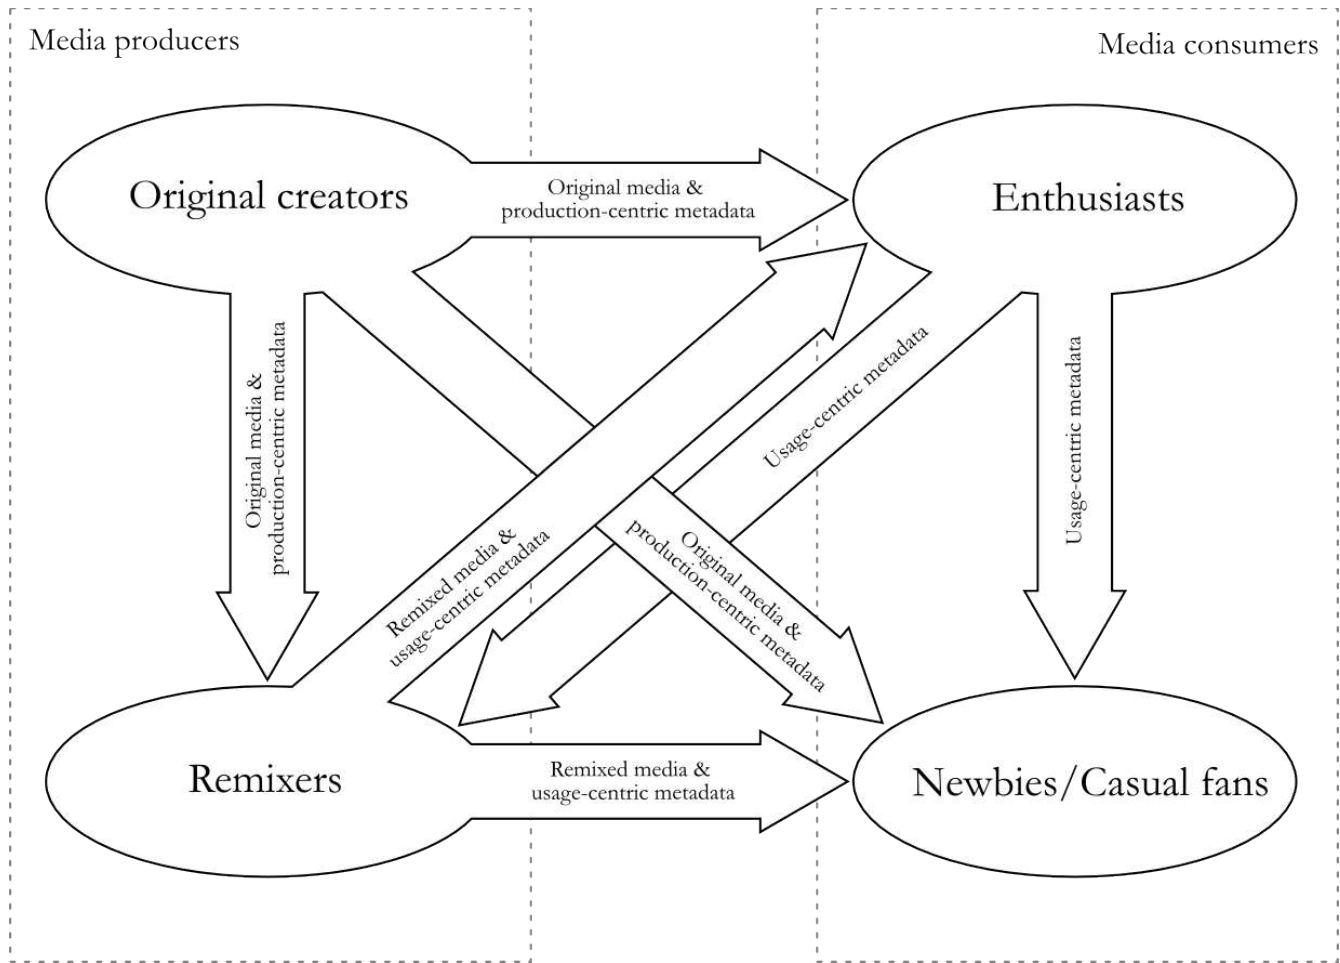 Media producers
Media consumers
Original creators
Original media &
production-centric metadata
Enthusiasts
Original media &
production-centric metadata
Usage-centric metadata
Usage-centric metadata
Remixed media &
usage-centric metadata
Original media &
production-centric metadata
Remixers
Remixed media &
usage-centric metadata
Newbies/Casual fans